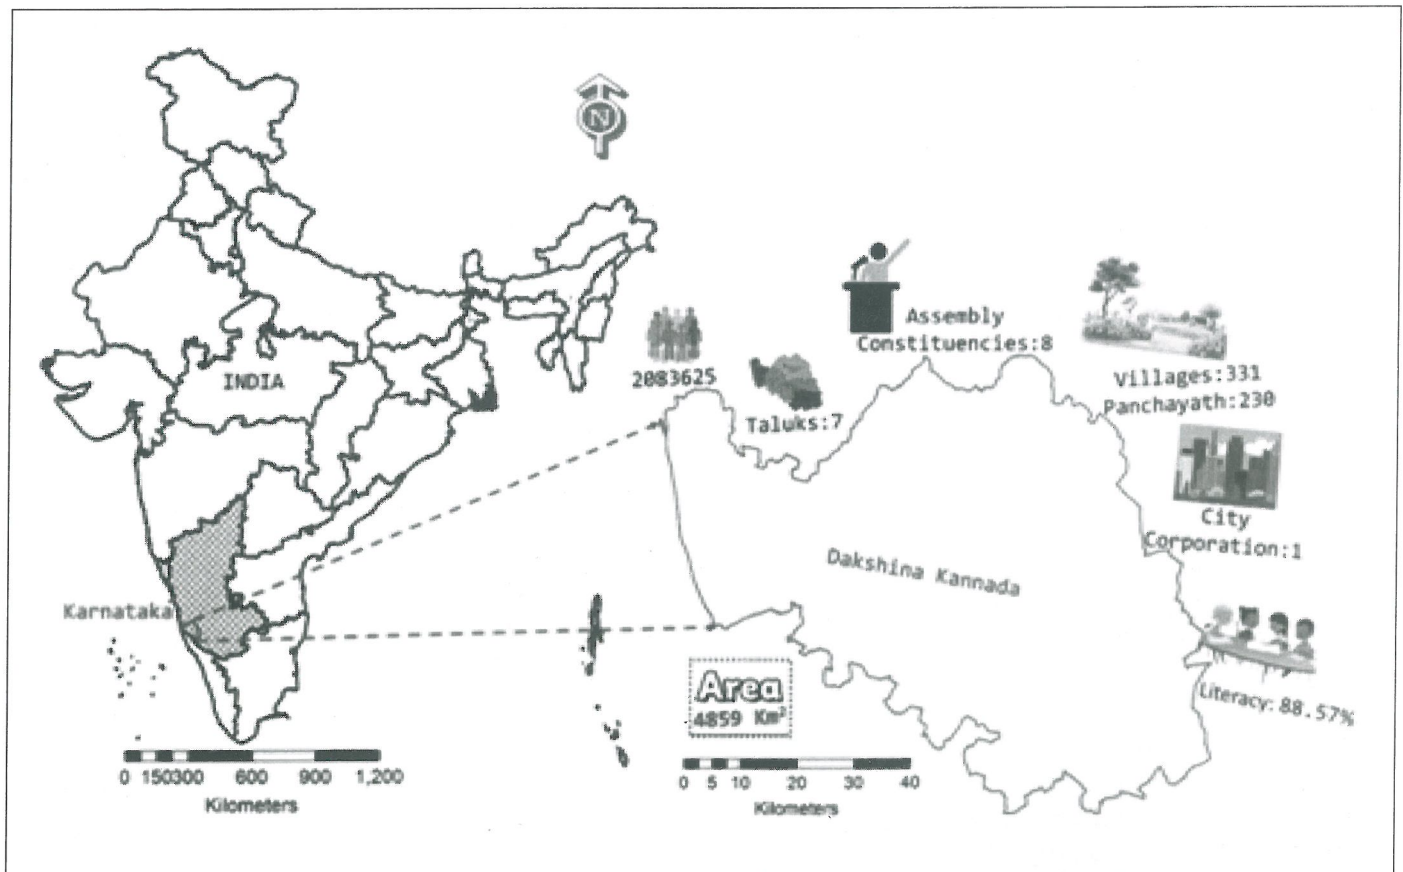 N
INDIA
Karnataka
0 150300 600 900 1,200
Kilometers
2083625
Taluks:7
Assembly
Constituencies:8
Villages:331
Panchayath:230
City
Corporation:1
Dakshina Kannada
Literacy:88.57%
Area
4859 Km²
0 5 10 20 30 40
Kilometers